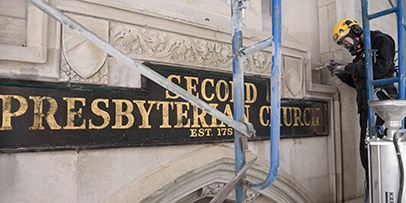 SECOND
PRESBYTERIAN CHURCH
EST. 175